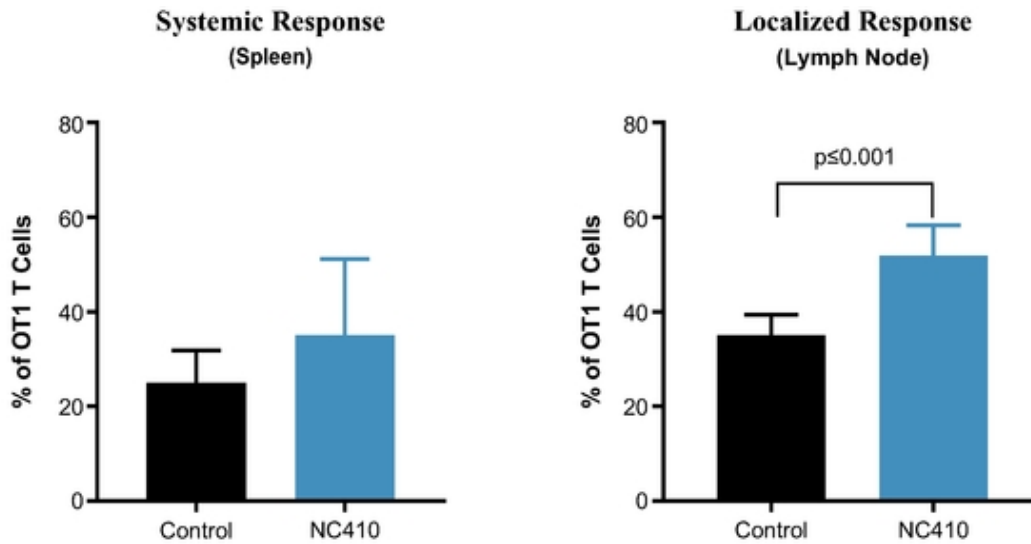 Systemic Response
(Spleen)
% of OT1 T Cells
80
60
40
20
0
Control NC410
Localized Response
(Lymph Node)
% of OT1 T Cells
80
60
40
20
0
p≤0.001
Control NC410